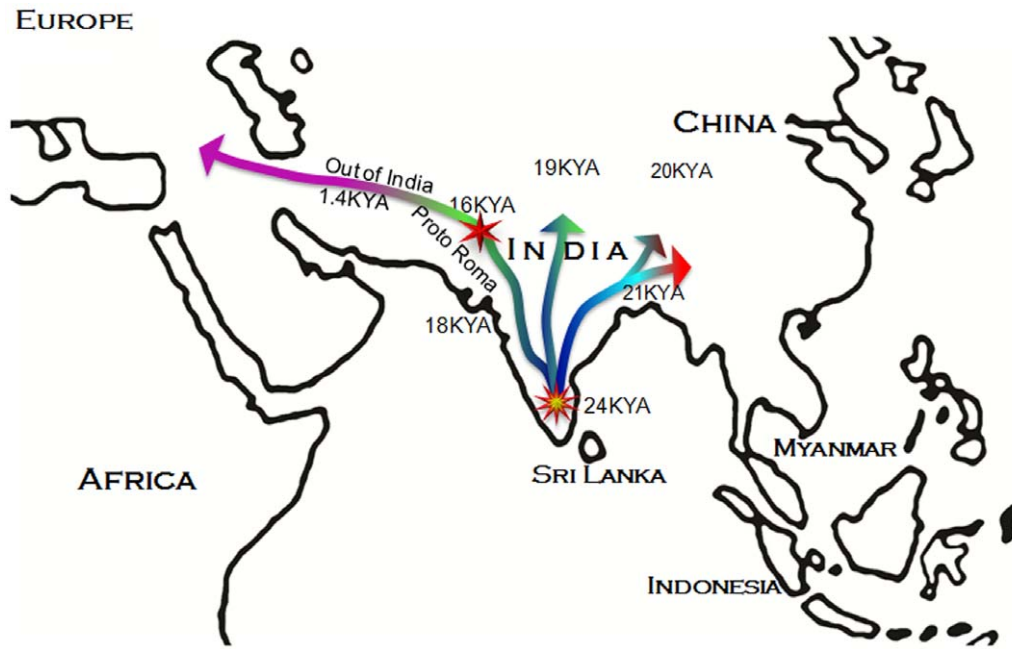 EUROPE
CHINA
19KYA
20KYA
Out of India
1.4KYA
16KYA
Proto Roma
INDIA
21KYA
18KYA
24KYA
MYANMAR
AFRICA
SRI LANKA
INDONESIA